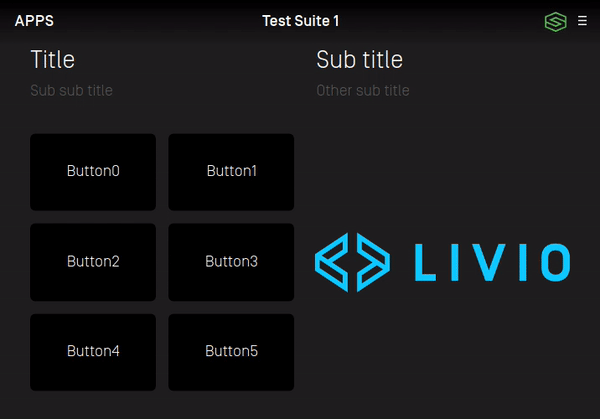 APPS
Test Suite 1
Title
Sub title
Sub sub title
Other sub title
Button0
Button1
Button2
Button3
Button4
Button5
LIVIO